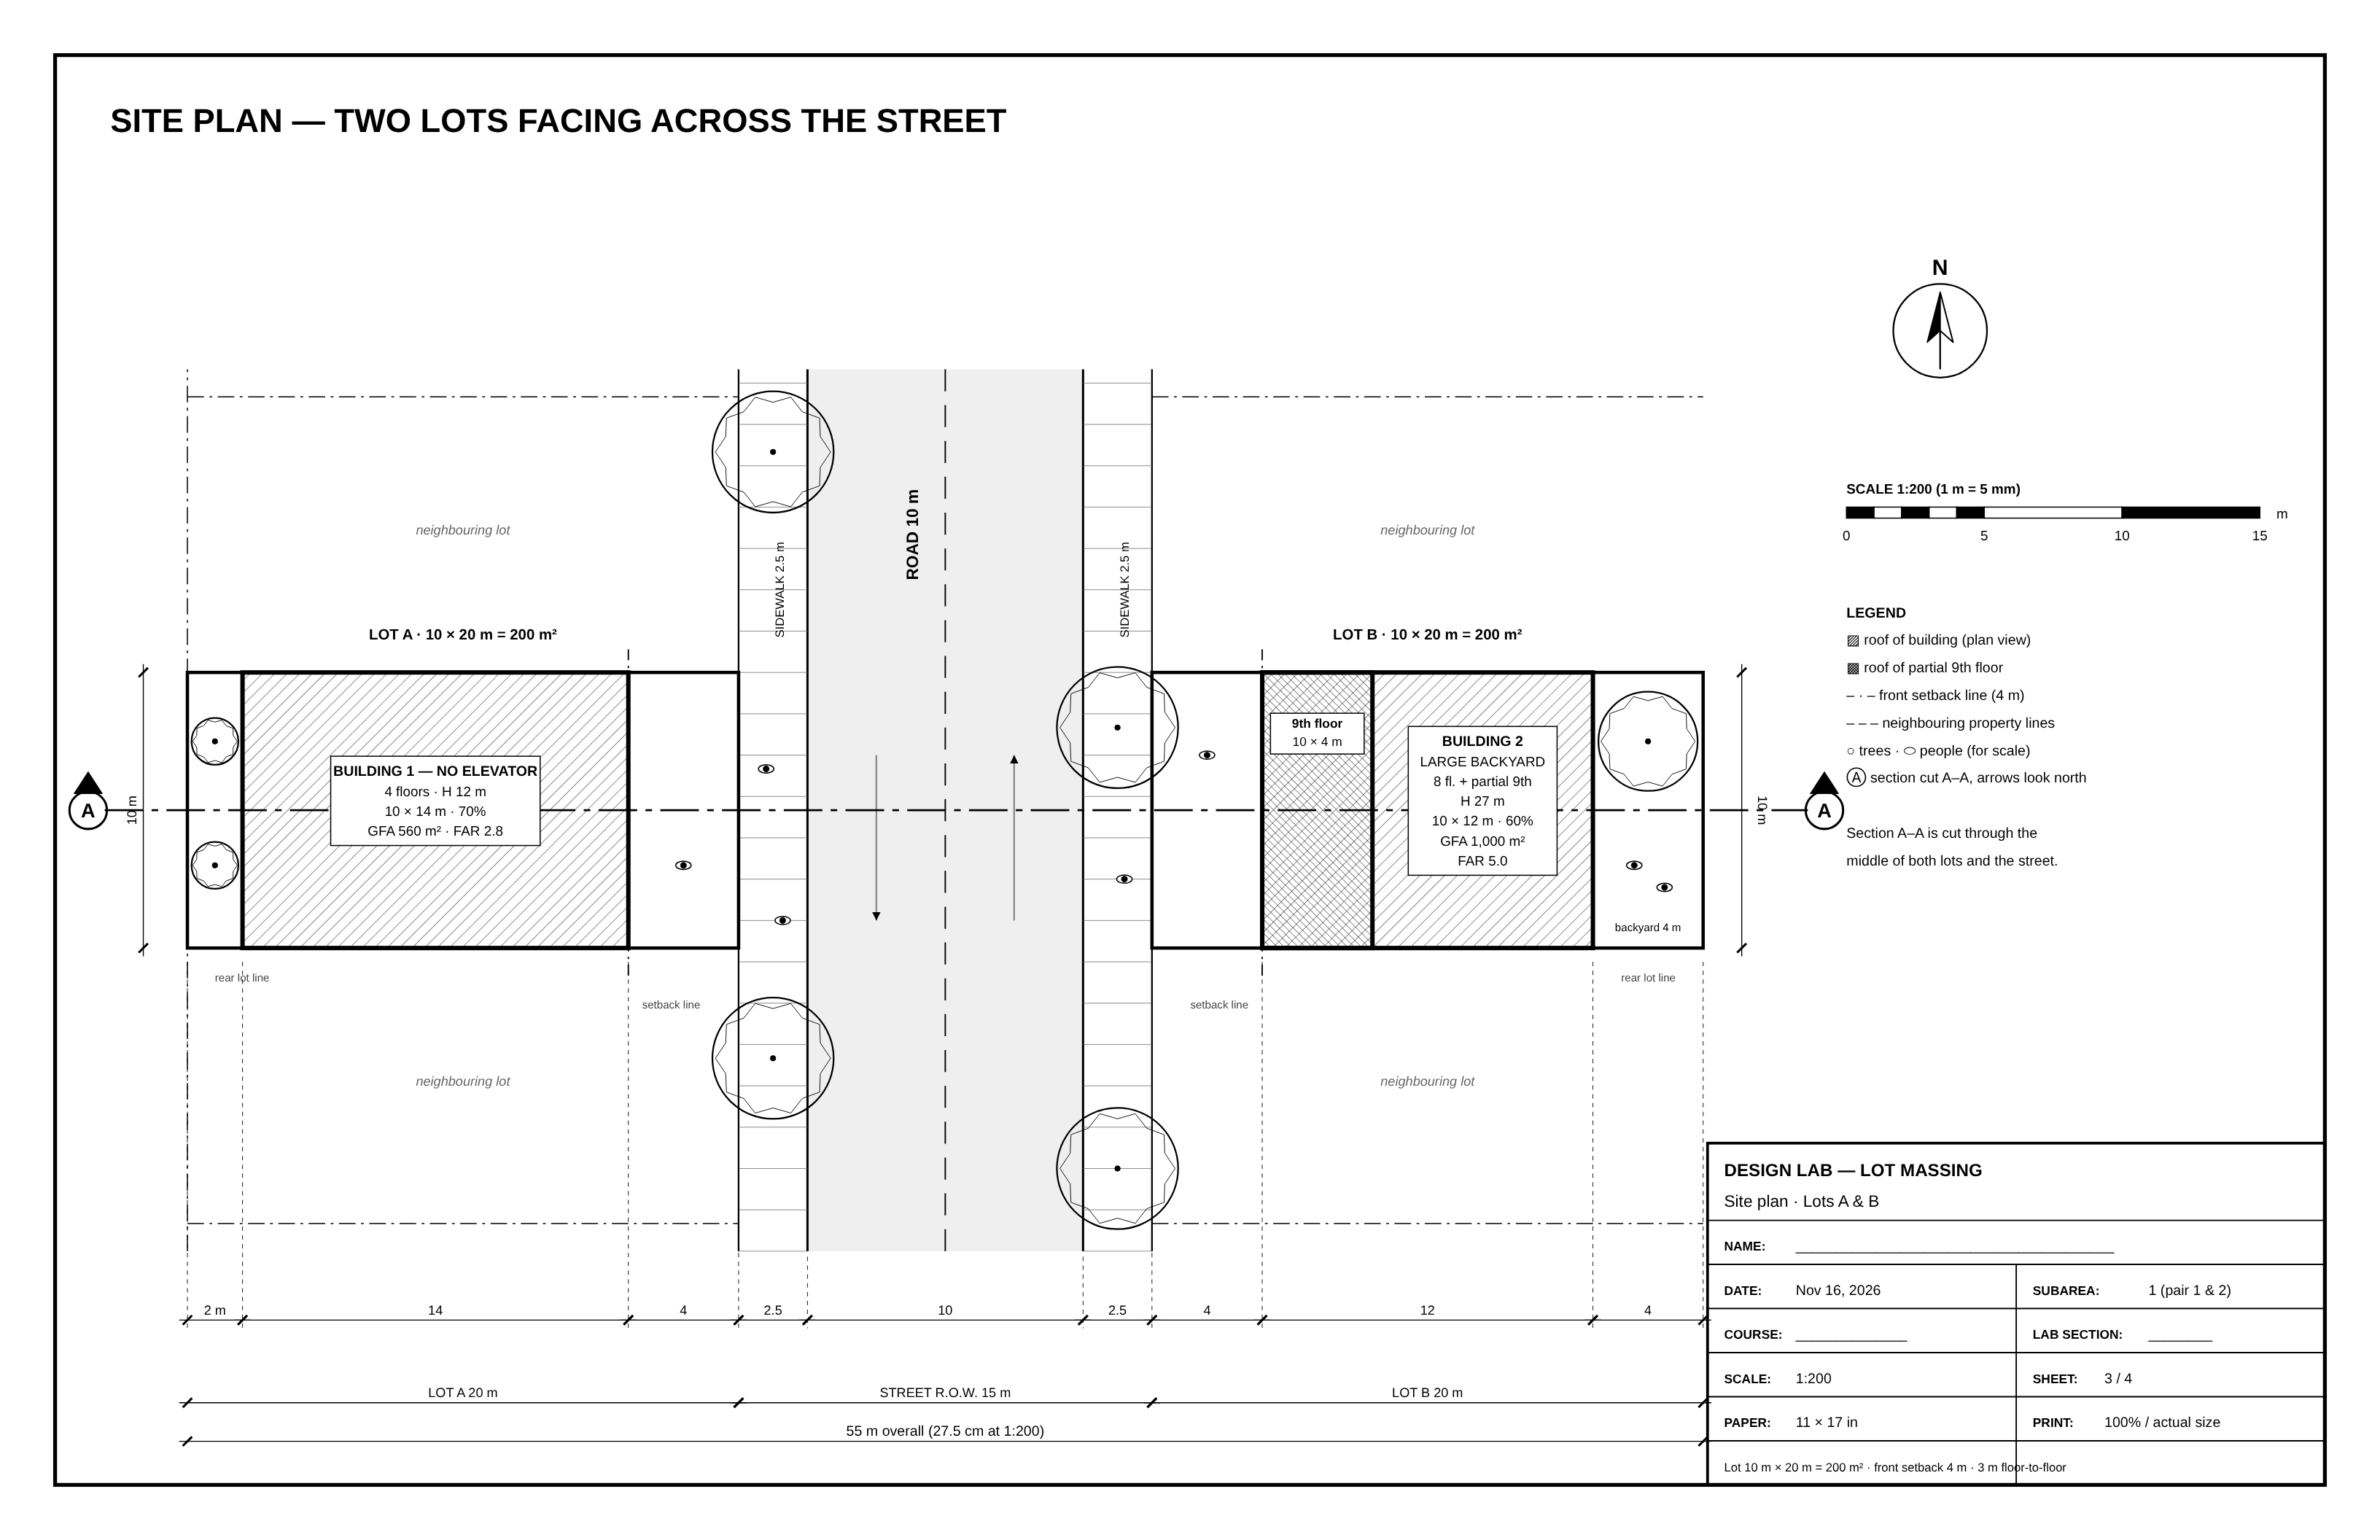 SITE PLAN — TWO LOTS FACING ACROSS THE STREET
N
SCALE 1:200 (1 m = 5 mm)
m
0 5 10 15
neighbouring lot
neighbouring lot
ROAD 10 m
SIDEWALK 2.5 m
SIDEWALK 2.5 m
LOT A · 10 × 20 m = 200 m²
LOT B · 10 × 20 m = 200 m²
LEGEND
roof of building (plan view)
roof of partial 9th floor
– · – front setback line (4 m)
– – – neighbouring property lines
○ trees · ⬭ people (for scale)
Ⓐ section cut A–A, arrows look north
Section A–A is cut through the
middle of both lots and the street.
A
10 m
BUILDING 1 — NO ELEVATOR
4 floors · H 12 m
10 × 14 m · 70%
GFA 560 m² · FAR 2.8
9th floor
10 × 4 m
BUILDING 2
LARGE BACKYARD
8 fl. + partial 9th
H 27 m
10 × 12 m · 60%
GFA 1,000 m²
FAR 5.0
backyard 4 m
10 m
A
rear lot line
setback line
setback line
rear lot line
neighbouring lot
neighbouring lot
2 m 14 4 2.5 10 2.5 4 12 4
LOT A 20 m
STREET R.O.W. 15 m
LOT B 20 m
55 m overall (27.5 cm at 1:200)
DESIGN LAB — LOT MASSING
Site plan · Lots A & B
NAME:
DATE: Nov 16, 2026
SUBAREA: 1 (pair 1 & 2)
COURSE:
LAB SECTION:
SCALE: 1:200
SHEET: 3 / 4
PAPER: 11 × 17 in
PRINT: 100% / actual size
Lot 10 m × 20 m = 200 m² · front setback 4 m · 3 m floor-to-floor